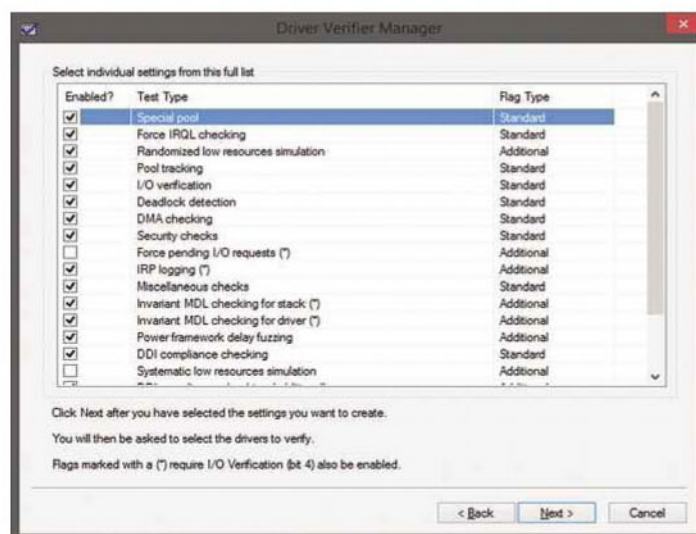 Driver Verifier Manager
Select individual settings from this full list
Enabled? Test Type Flag Type
Special pool Standard
Force IRQL checking Standard
Randomized low resources simulation Additional
Pool tracking Standard
I/O verification Standard
Deadlock detection Standard
DMA checking Standard
Security checks Standard
Force pending I/O requests (*) Additional
IRP logging (*) Additional
Miscellaneous checks Standard
Invariant MDL checking for stack (*) Additional
Invariant MDL checking for driver (*) Additional
Power framework delay fuzzing Additional
DDI compliance checking Standard
Systematic low resources simulation Additional
Click Next after you have selected the settings you want to create.
You will then be asked to select the drivers to verify.
Flags marked with a (*) require I/O Verification (bit 4) also be enabled.
< Back Next > Cancel